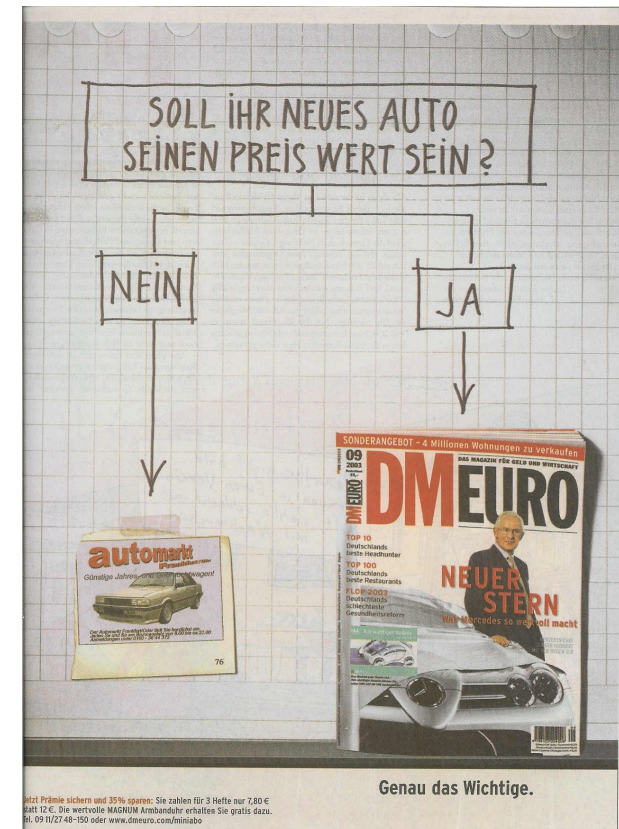 SOLL IHR NEUES AUTO
SEINEN PREIS WERT SEIN?
NEIN
JA
automarkt
Günstige Jahres- und
76
SONDERANGEBOT – 4 Millionen Wohnungen zu verkaufen
09
2003
DAS MAGAZIN FÜR GELD UND WIRTSCHAFT
DMEURO
DMEURO
TOP 10
Deutschlands
beste Headhunter
TOP 100
Deutschlands
beste Restaurants
FLOP 2003
Deutschlands
schlechteste
Gesundheitsreform
NEUER
STERN
Was Mercedes so wertvoll macht
Genau das Wichtige.
Jetzt Prämie sichern und 35% sparen: Sie zahlen für 3 Hefte nur 7,80 €
statt 12 €. Die wertvolle MAGNUM Armbanduhr erhalten Sie gratis dazu.
Tel. 09 11/27 48-150 oder www.dmeuro.com/miniabo